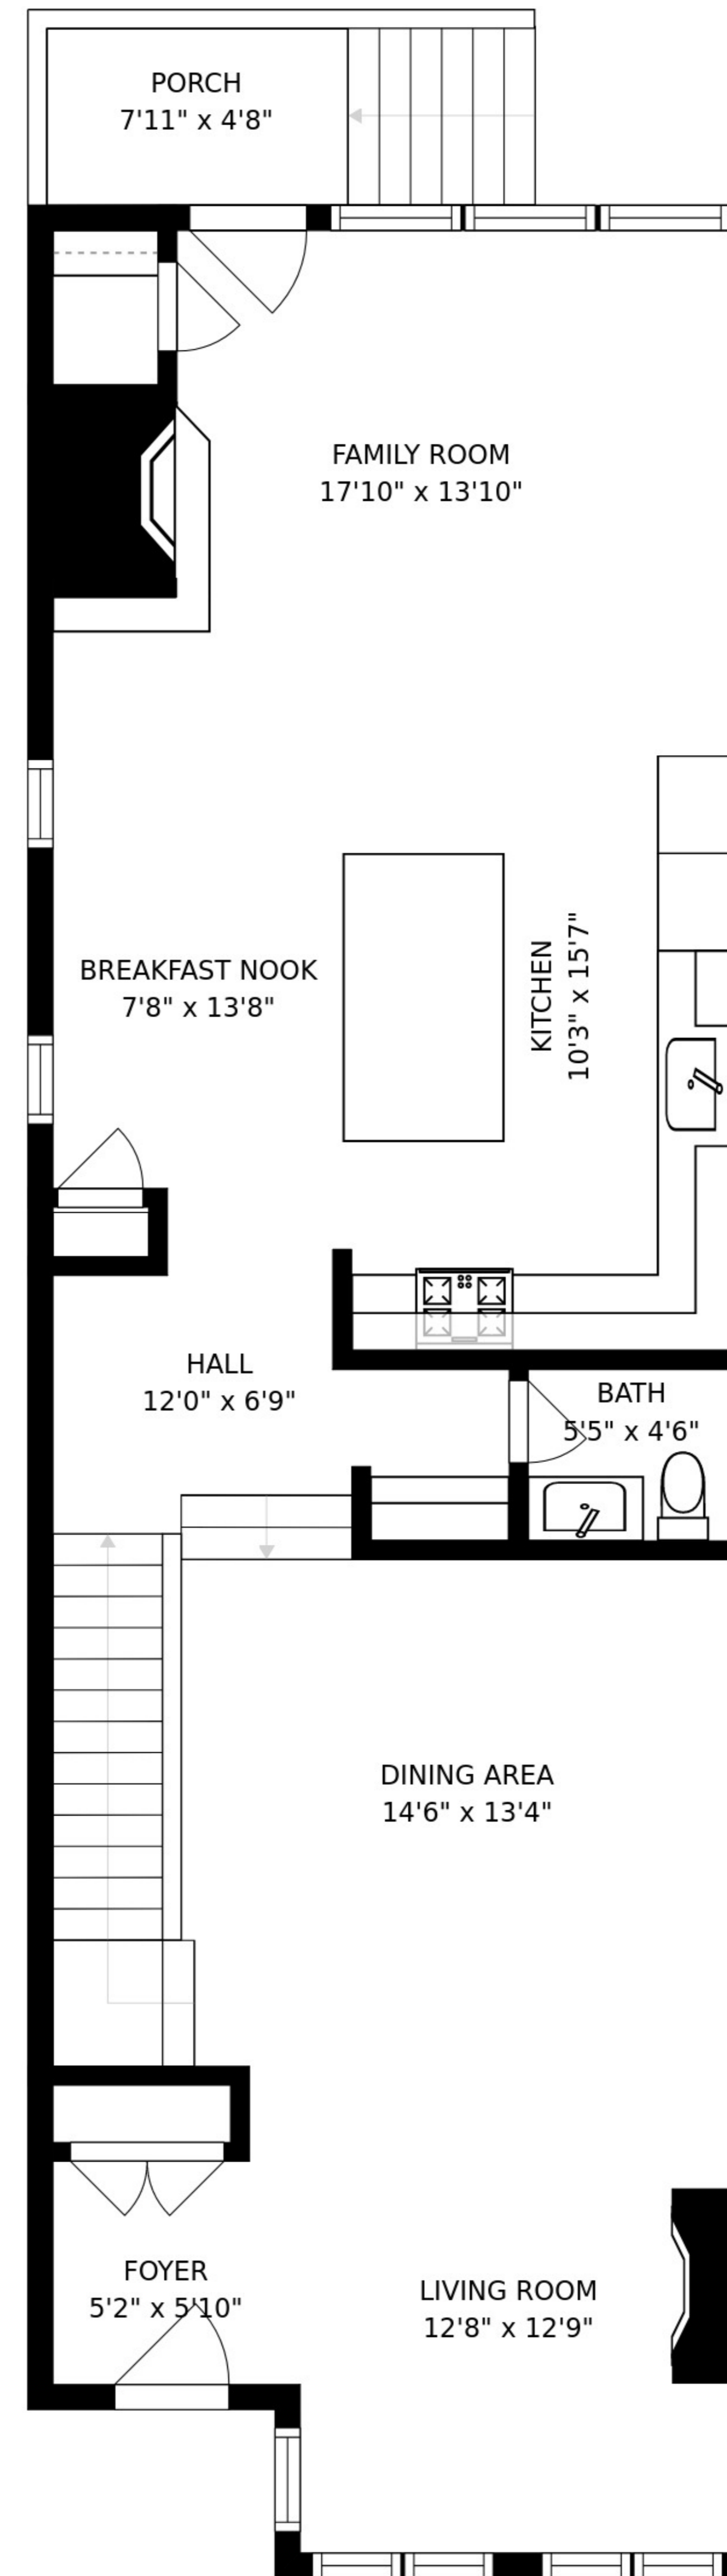 PORCH
7'11" x 4'8"
FAMILY ROOM
17'10" x 13'10"
BREAKFAST NOOK
7'8" x 13'8"
KITCHEN
10'3" x 15'7"
HALL
12'0" x 6'9"
BATH
5'5" x 4'6"
DINING AREA
14'6" x 13'4"
FOYER
5'2" x 5'10"
LIVING ROOM
12'8" x 12'9"